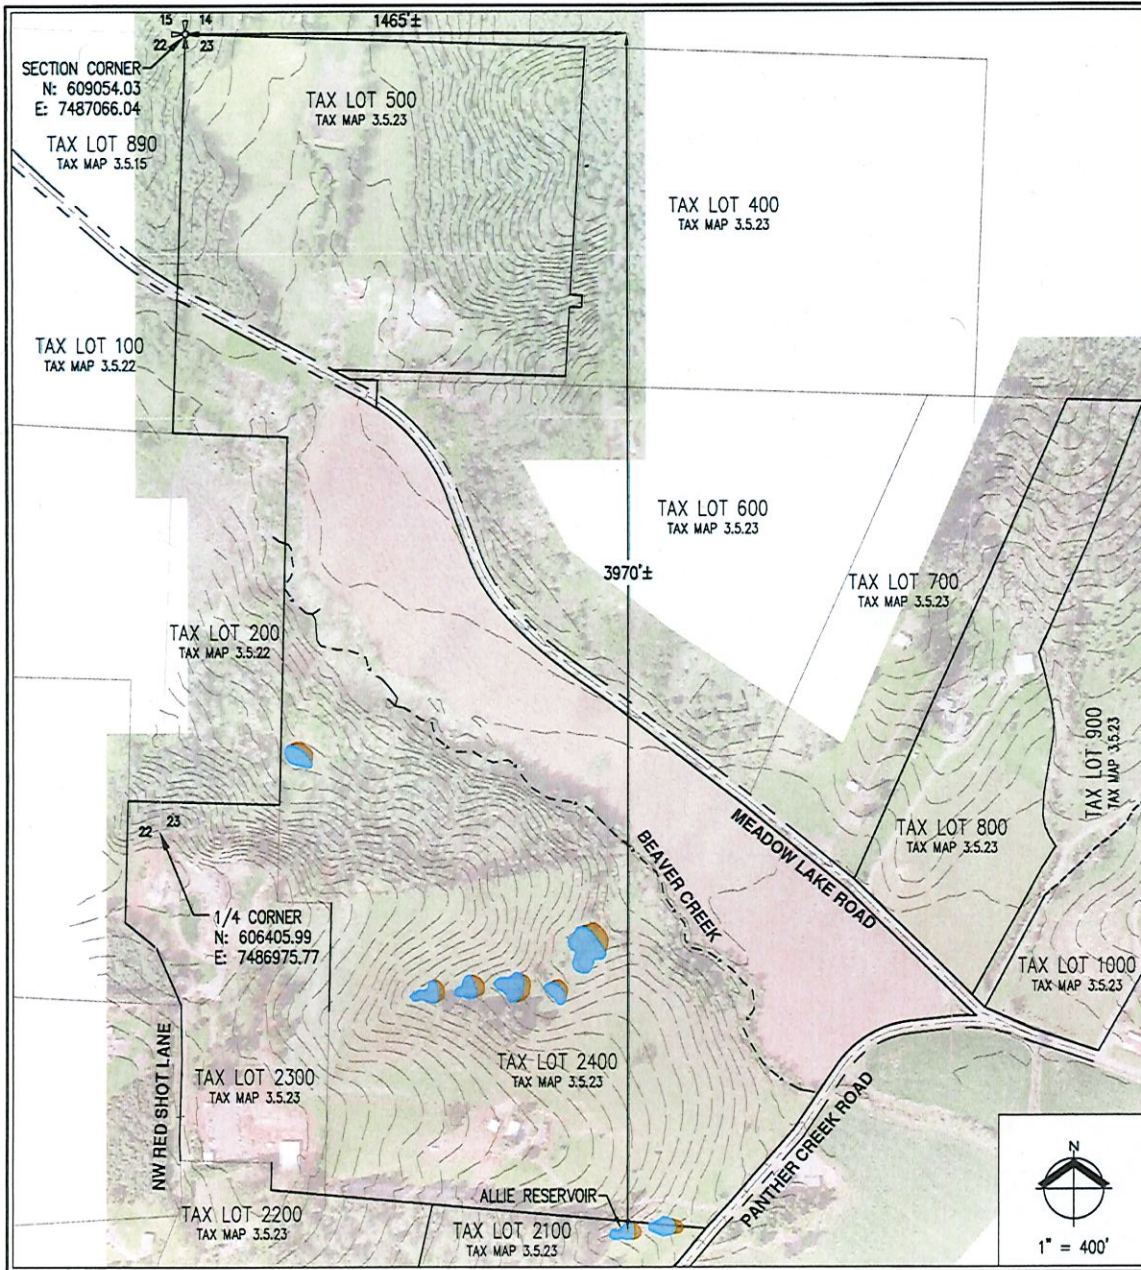 1465'±
15 14
22 23
SECTION CORNER
N: 609054.03
E: 7487066.04
TAX LOT 500
TAX MAP 3.5.23
TAX LOT 890
TAX MAP 3.5.15
TAX LOT 400
TAX MAP 3.5.23
TAX LOT 100
TAX MAP 3.5.22
TAX LOT 600
TAX MAP 3.5.23
3970'±
TAX LOT 700
TAX MAP 3.5.23
TAX LOT 200
TAX MAP 3.5.22
TAX LOT 900
TAX MAP 3.5.23
22 23
MEADOW LAKE ROAD
BEAVER CREEK
TAX LOT 800
TAX MAP 3.5.23
1/4 CORNER
N: 606405.99
E: 7486975.77
TAX LOT 1000
TAX MAP 3.5.23
NW RED SHOT LANE
TAX LOT 2300
TAX MAP 3.5.23
TAX LOT 2400
TAX MAP 3.5.23
PANTHER CREEK ROAD
ALLIE RESERVOIR
TAX LOT 2200
TAX MAP 3.5.23
TAX LOT 2100
TAX MAP 3.5.23
N
1" = 400'